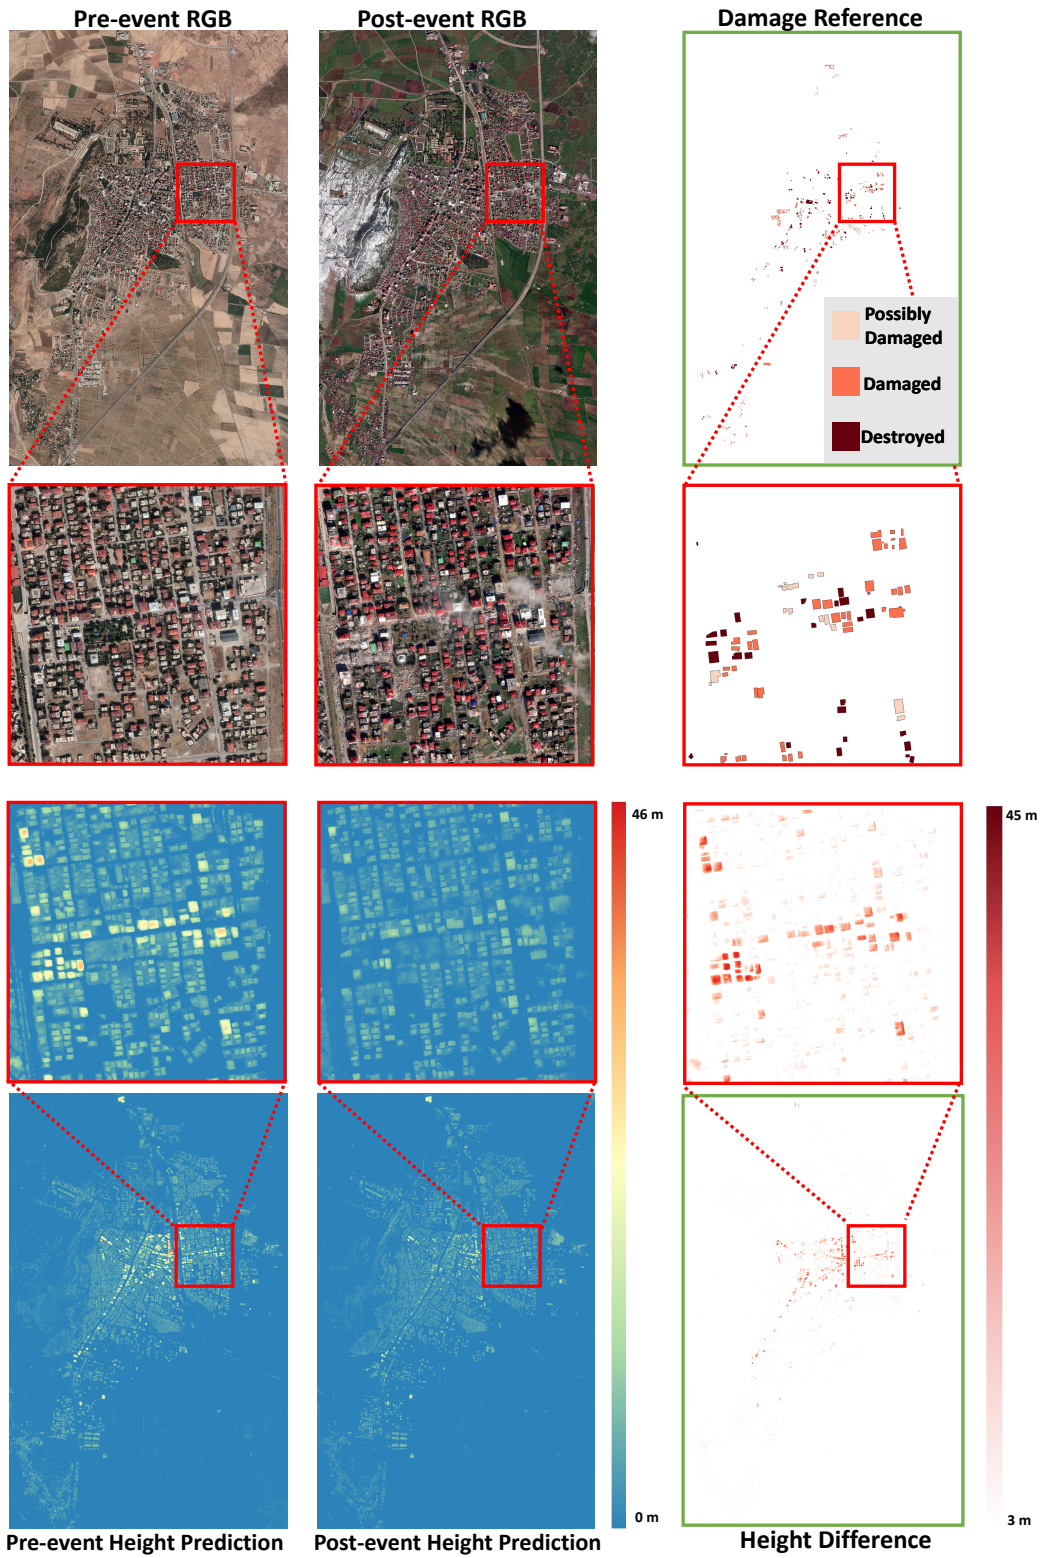 Pre-event RGB
Post-event RGB
Damage Reference
Possibly
Damaged
Damaged
Destroyed
46 m
45 m
0 m
3 m
Pre-event Height Prediction
Post-event Height Prediction
Height Difference